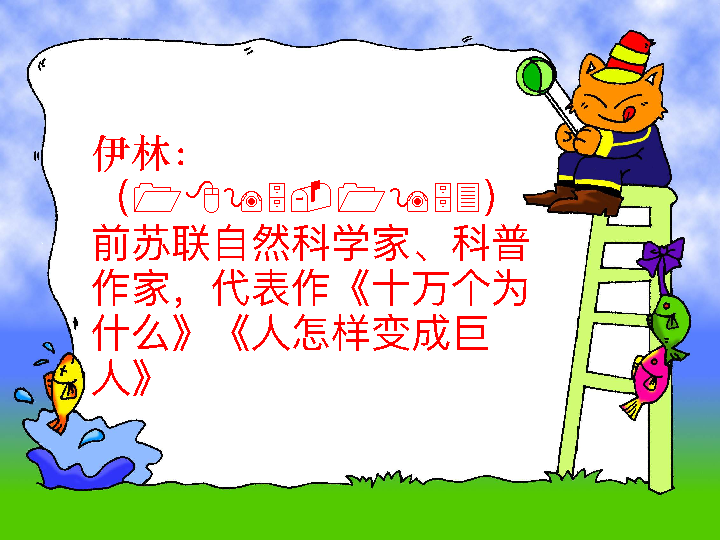 伊林：
（🗁🖰🖲🗄📫🗁🖲🗄🗏）
前苏联自然科学家、科普
作家，代表作《十万个为
什么》《人怎样变成巨
人》